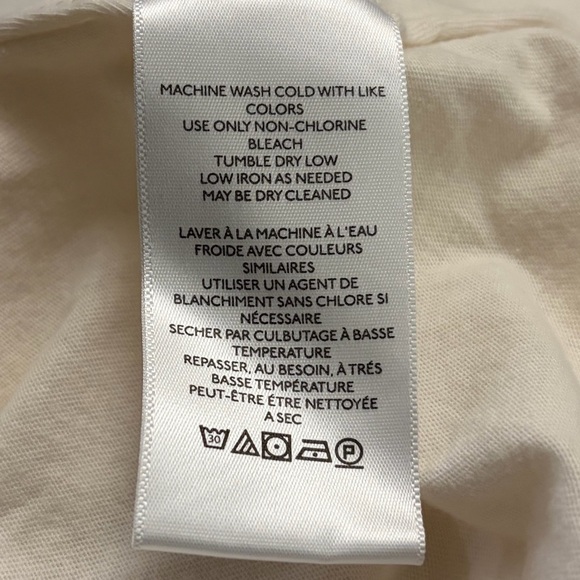 MACHINE WASH COLD WITH LIKE
COLORS
USE ONLY NON-CHLORINE
BLEACH
TUMBLE DRY LOW
LOW IRON AS NEEDED
MAY BE DRY CLEANED
LAVER À LA MACHINE À L'EAU
FROIDE AVEC COULEURS
SIMILAIRES
UTILISER UN AGENT DE
BLANCHIMENT SANS CHLORE SI
NÉCESSAIRE
SECHER PAR CULBUTAGE À BASSE
TEMPERATURE
REPASSER, AU BESOIN, À TRÉS
BASSE TEMPÉRATURE
PEUT-ÊTRE ÉTRE NETTOYÉE
A SEC
30 P